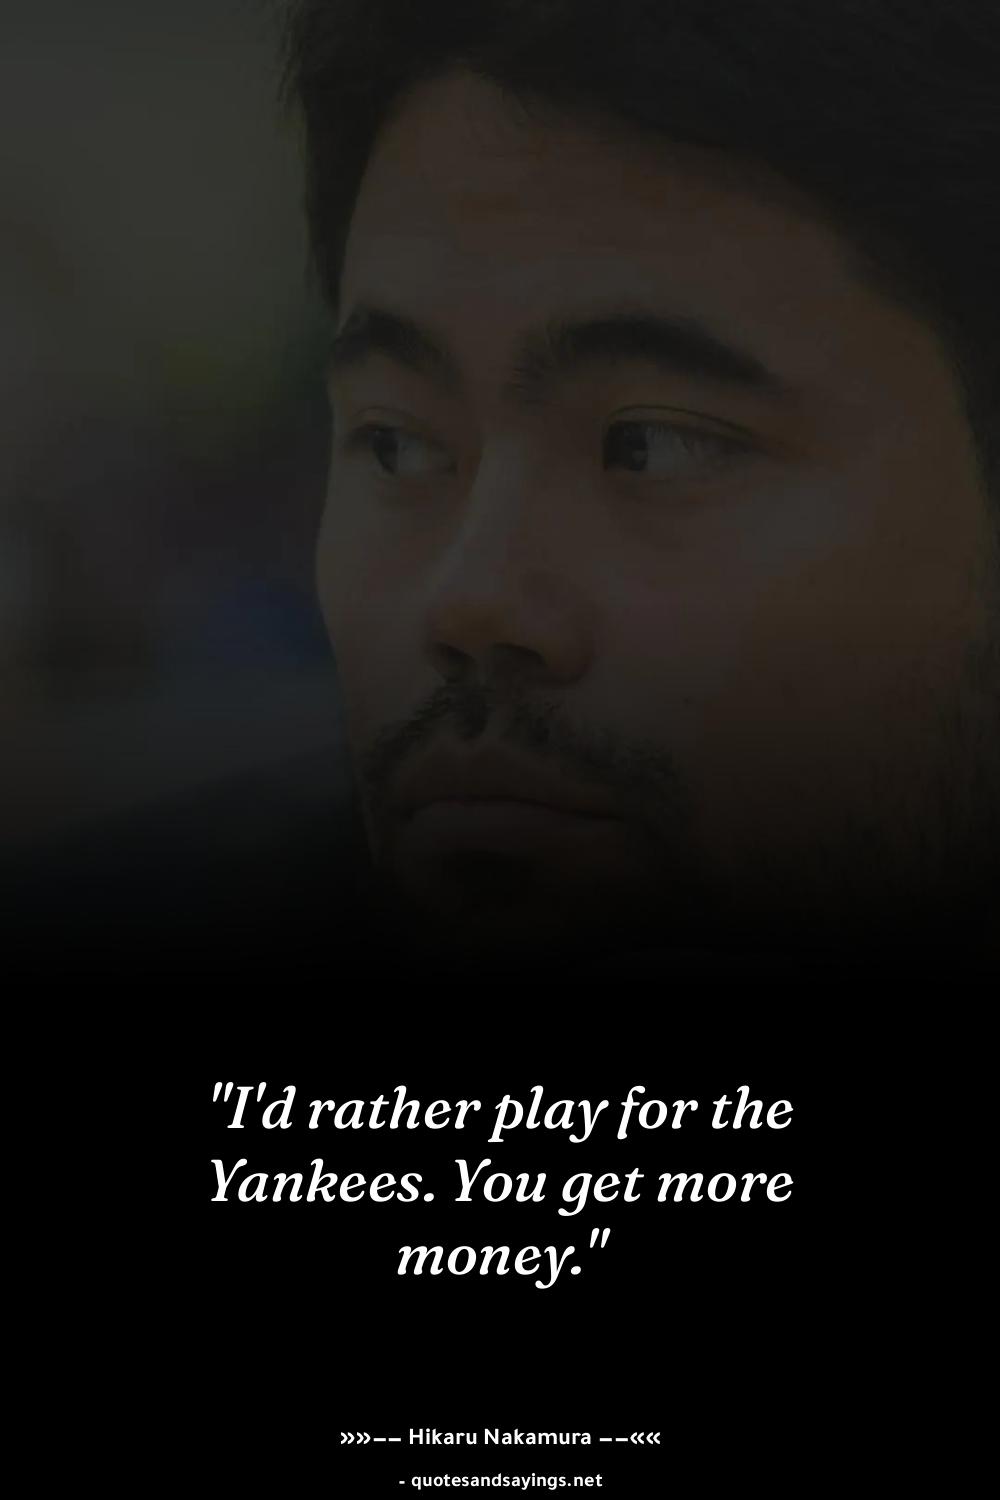 "I'd rather play for the
Yankees. You get more
money."
»»–– Hikaru Nakamura ––««
- quotesandsayings.net